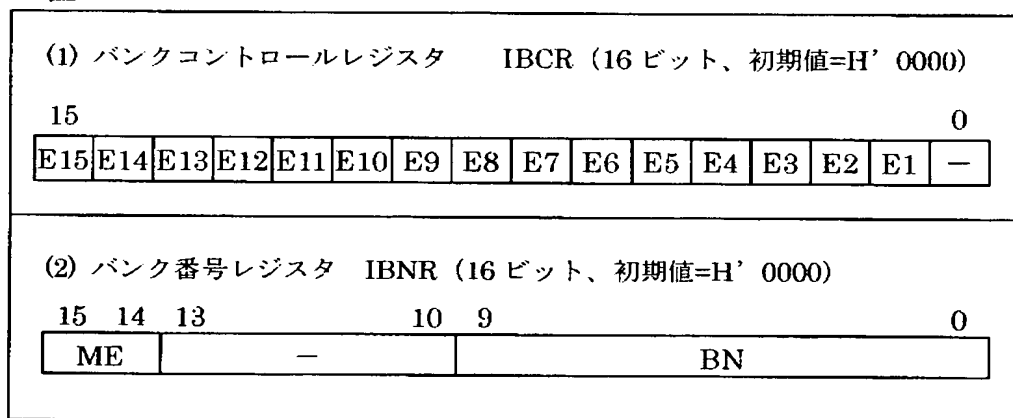 (1) バンクコントロールレジスタ IBCR (16 ビット、初期値=H' 0000)
15 0
E15 E14 E13 E12 E11 E10 E9 E8 E7 E6 E5 E4 E3 E2 E1 −
(2) バンク番号レジスタ IBNR (16 ビット、初期値=H' 0000)
15 14 13 10 9 0
ME − BN